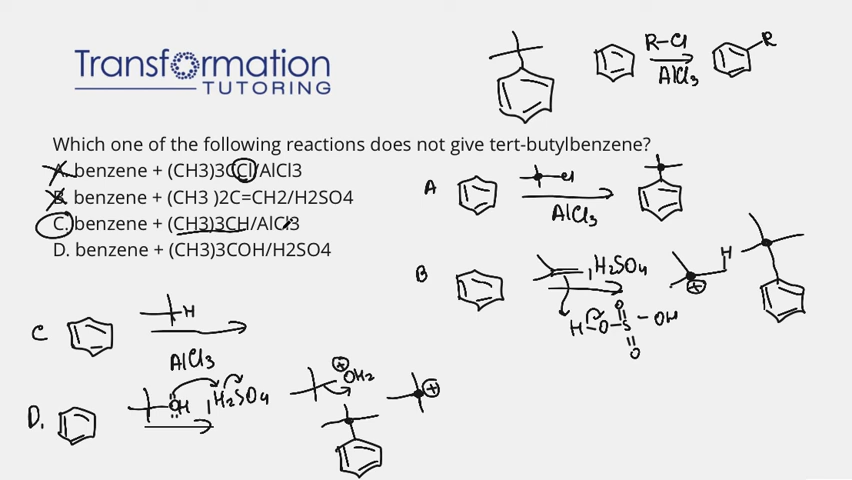 Transformation
TUTORING
R-Cl
AlCl3
R
Which one of the following reactions does not give tert-butylbenzene?
A. benzene + (CH3)3CCl/AlCl3
B. benzene + (CH3 )2C=CH2/H2SO4
C. benzene + (CH3)3CH/AlCl3
D. benzene + (CH3)3COH/H2SO4
A
Cl
AlCl3
B
, H2SO4
H
+
H-O-S-OH
O
O
C
H
AlCl3
D.
OH , H2SO4
+
OH2
+